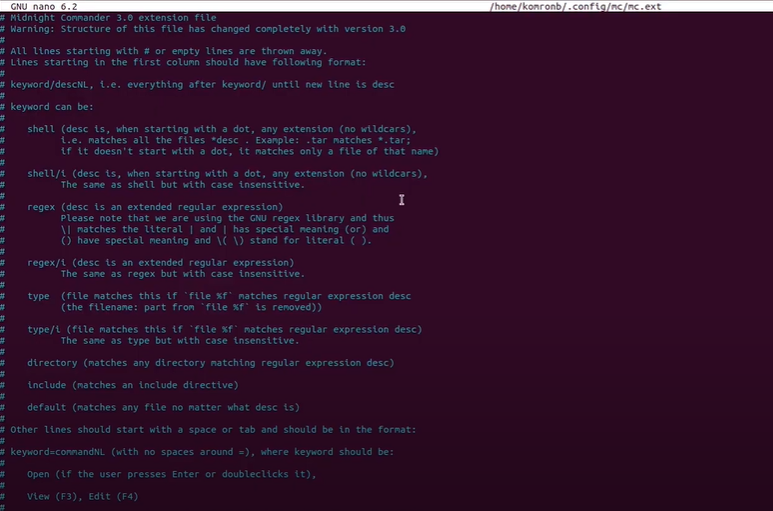 GNU nano 6.2 /home/komronb/.config/mc/mc.ext
# Midnight Commander 3.0 extension file
# Warning: Structure of this file has changed completely with version 3.0
#
# All lines starting with # or empty lines are thrown away.
# Lines starting in the first column should have following format:
#
# keyword/descNL, i.e. everything after keyword/ until new line is desc
#
# keyword can be:
#
#    shell (desc is, when starting with a dot, any extension (no wildcars),
#          i.e. matches all the files *desc . Example: .tar matches *.tar;
#          if it doesn't start with a dot, it matches only a file of that name)
#
#    shell/i (desc is, when starting with a dot, any extension (no wildcars),
#          The same as shell but with case insensitive.
#
#    regex (desc is an extended regular expression)
#          Please note that we are using the GNU regex library and thus
#          \| matches the literal | and | has special meaning (or) and
#          () have special meaning and \( \) stand for literal ( ).
#
#    regex/i (desc is an extended regular expression)
#          The same as regex but with case insensitive.
#
#    type  (file matches this if `file %f` matches regular expression desc
#          (the filename: part from `file %f` is removed))
#
#    type/i (file matches this if `file %f` matches regular expression desc)
#          The same as type but with case insensitive.
#
#    directory (matches any directory matching regular expression desc)
#
#    include (matches an include directive)
#
#    default (matches any file no matter what desc is)
#
# Other lines should start with a space or tab and should be in the format:
#
# keyword=commandNL (with no spaces around =), where keyword should be:
#
#    Open (if the user presses Enter or doubleclicks it),
#
#    View (F3), Edit (F4)
#